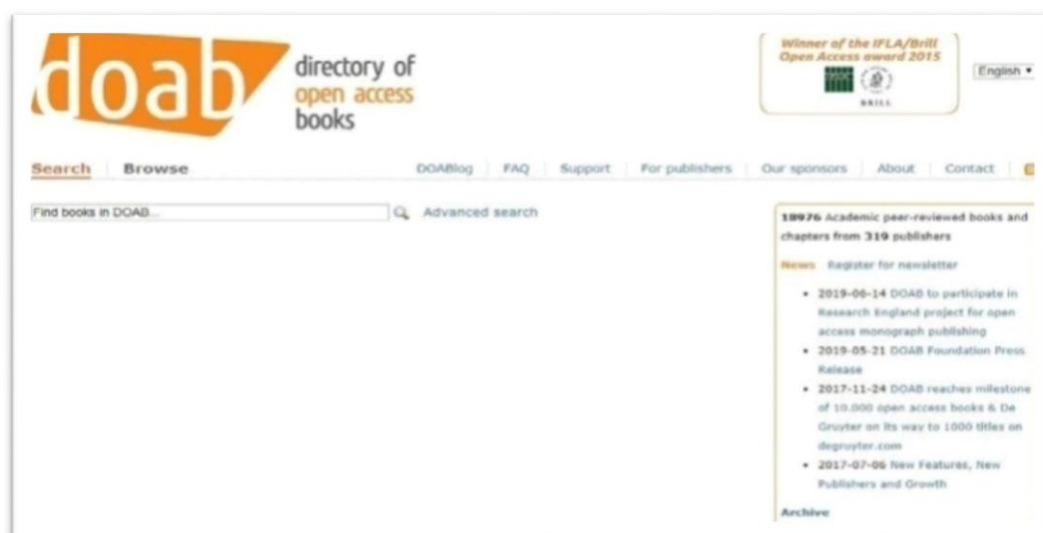 doab
directory of
open access
books
Winner of the IFLA/Brill
Open Access award 2015
BRILL
English
Search Browse
DOABlog FAQ Support For publishers Our sponsors About Contact
Find books in DOAB...
Advanced search
18976 Academic peer-reviewed books and
chapters from 319 publishers
News Register for newsletter
• 2019-06-14 DOAB to participate in
Research England project for open
access monograph publishing
• 2019-05-21 DOAB Foundation Press
Release
• 2017-11-24 DOAB reaches milestone
of 10.000 open access books & De
Gruyter on its way to 1000 titles on
degruyter.com
• 2017-07-06 New Features, New
Publishers and Growth
Archive